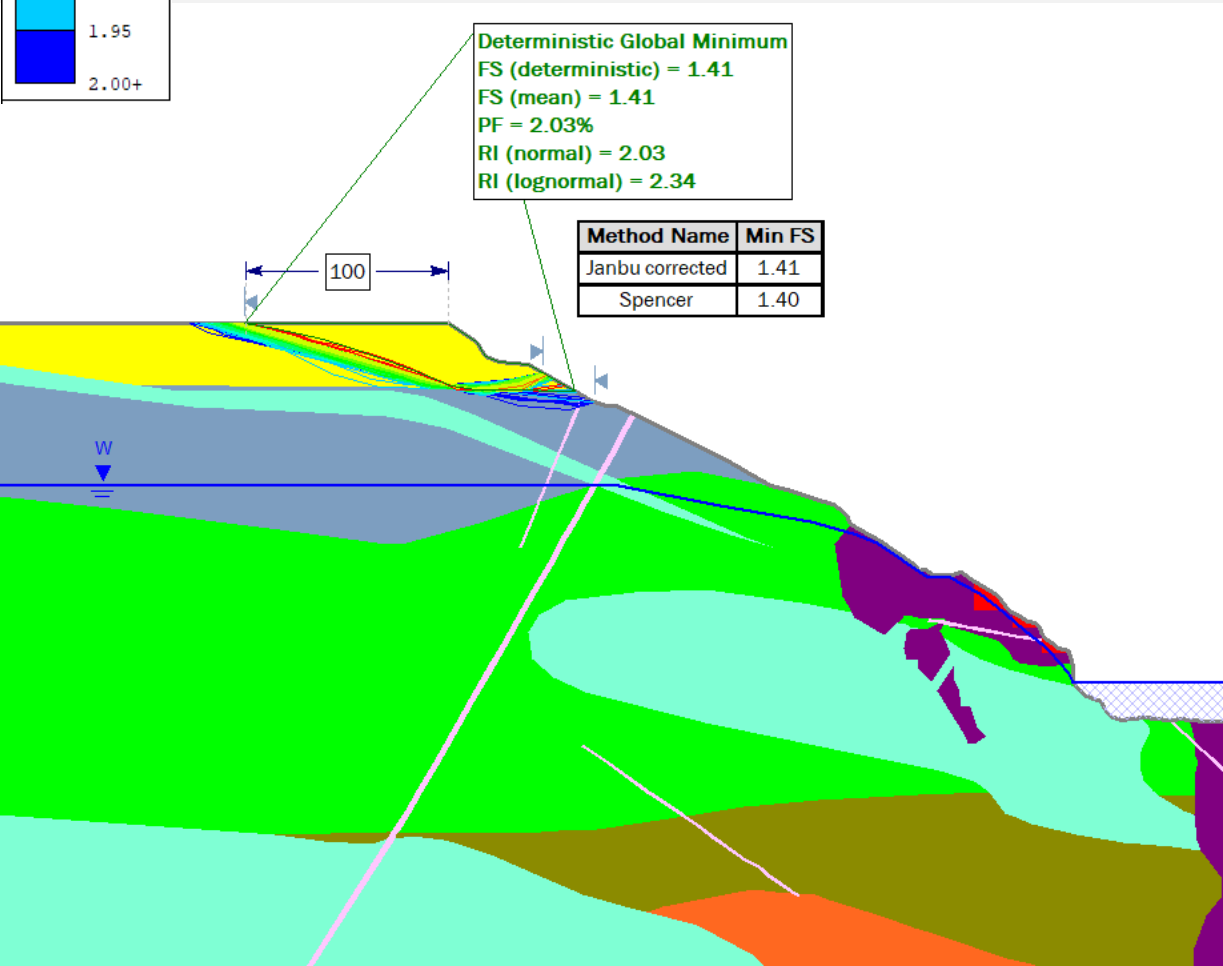 1.95
2.00+
Deterministic Global Minimum
FS (deterministic) = 1.41
FS (mean) = 1.41
PF = 2.03%
RI (normal) = 2.03
RI (lognormal) = 2.34
Method Name Min FS
Janbu corrected 1.41
Spencer 1.40
100
W